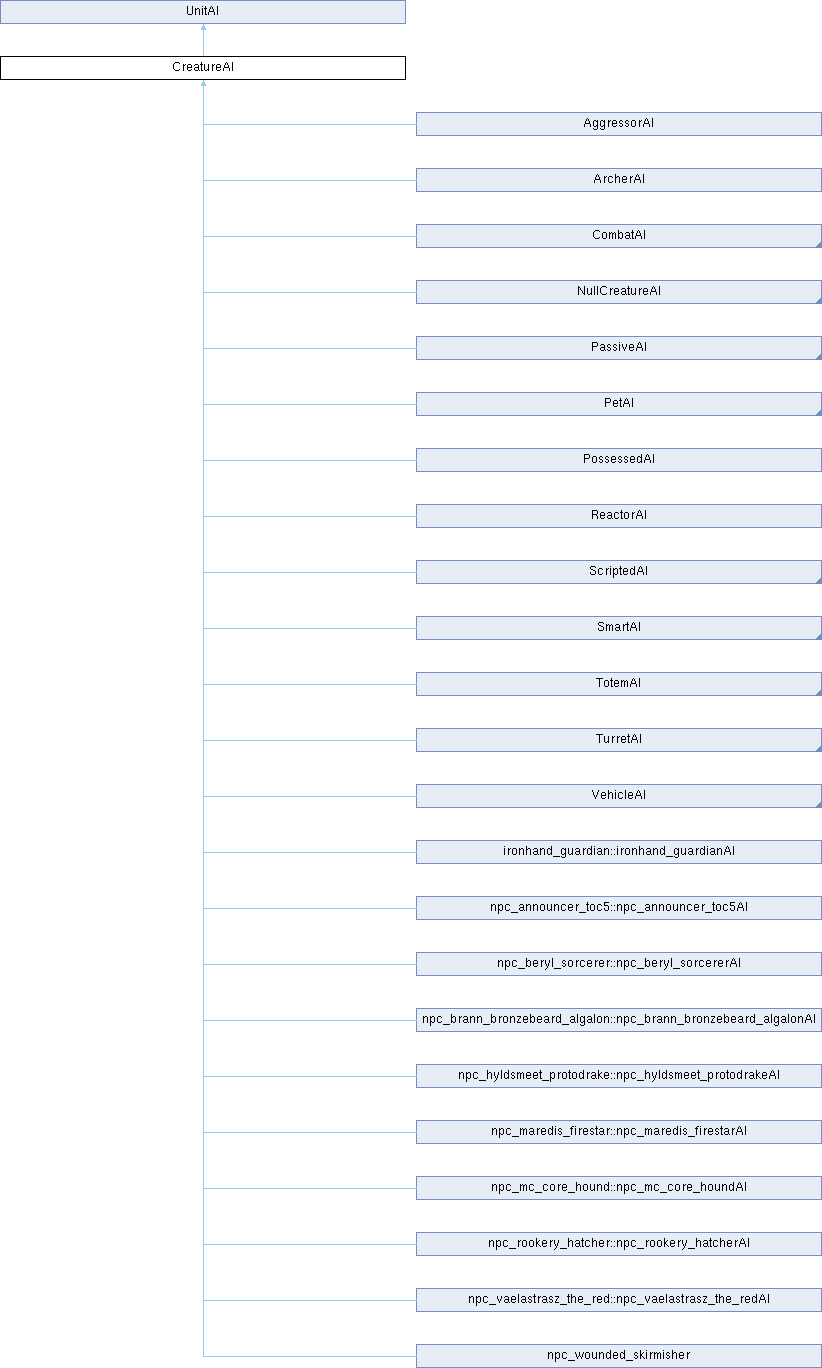 UnitAI
CreatureAI
AggressorAI
ArcherAI
CombatAI
NullCreatureAI
PassiveAI
PetAI
PossessedAI
ReactorAI
ScriptedAI
SmartAI
TotemAI
TurretAI
VehicleAI
ironhand_guardian::ironhand_guardianAI
npc_announcer_toc5::npc_announcer_toc5AI
npc_beryl_sorcerer::npc_beryl_sorcererAI
npc_brann_bronzebeard_algalon::npc_brann_bronzebeard_algalonAI
npc_hyldsmeet_protodrake::npc_hyldsmeet_protodrakeAI
npc_maredis_firestar::npc_maredis_firestarAI
npc_mc_core_hound::npc_mc_core_houndAI
npc_rookery_hatcher::npc_rookery_hatcherAI
npc_vaelastrasz_the_red::npc_vaelastrasz_the_redAI
npc_wounded_skirmisher